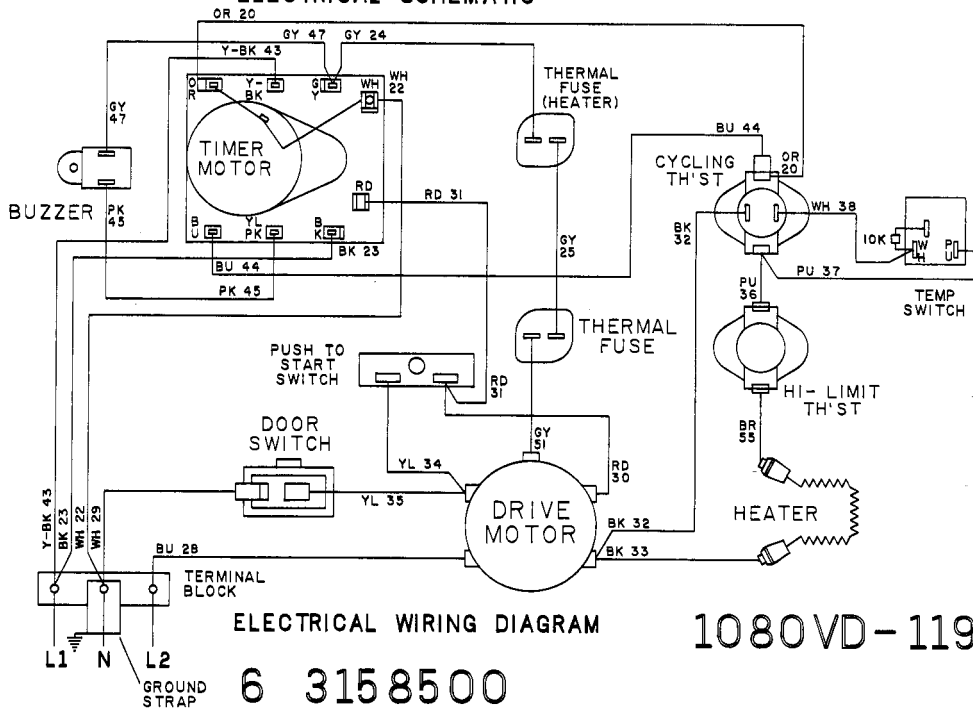 ELECTRICAL SCHEMATIC
OR 20
GY 47
GY 24
Y-BK 43
WH
22
THERMAL
FUSE
(HEATER)
OR
Y-
BK
G
Y
WH
GY
47
TIMER
MOTOR
BUZZER
PK
45
RD
RD 31
BU
YL
PK
BK
BK 23
BU 44
PK 45
BU 44
CYCLING
TH'ST
OR
20
BK
32
WH 38
10K
W
H
P
U
TEMP
SWITCH
PU 37
GY
25
PU
36
THERMAL
FUSE
PUSH TO
START
SWITCH
RD
31
HI-LIMIT
TH'ST
BR
55
DOOR
SWITCH
GY
51
RD
30
YL 34
YL 35
DRIVE
MOTOR
HEATER
BK 32
BK 33
Y-BK 43
BK 23
WH 22
WH 29
BU 28
TERMINAL
BLOCK
L1
N
L2
GROUND
STRAP
ELECTRICAL WIRING DIAGRAM
1080VD-119
6 3158500